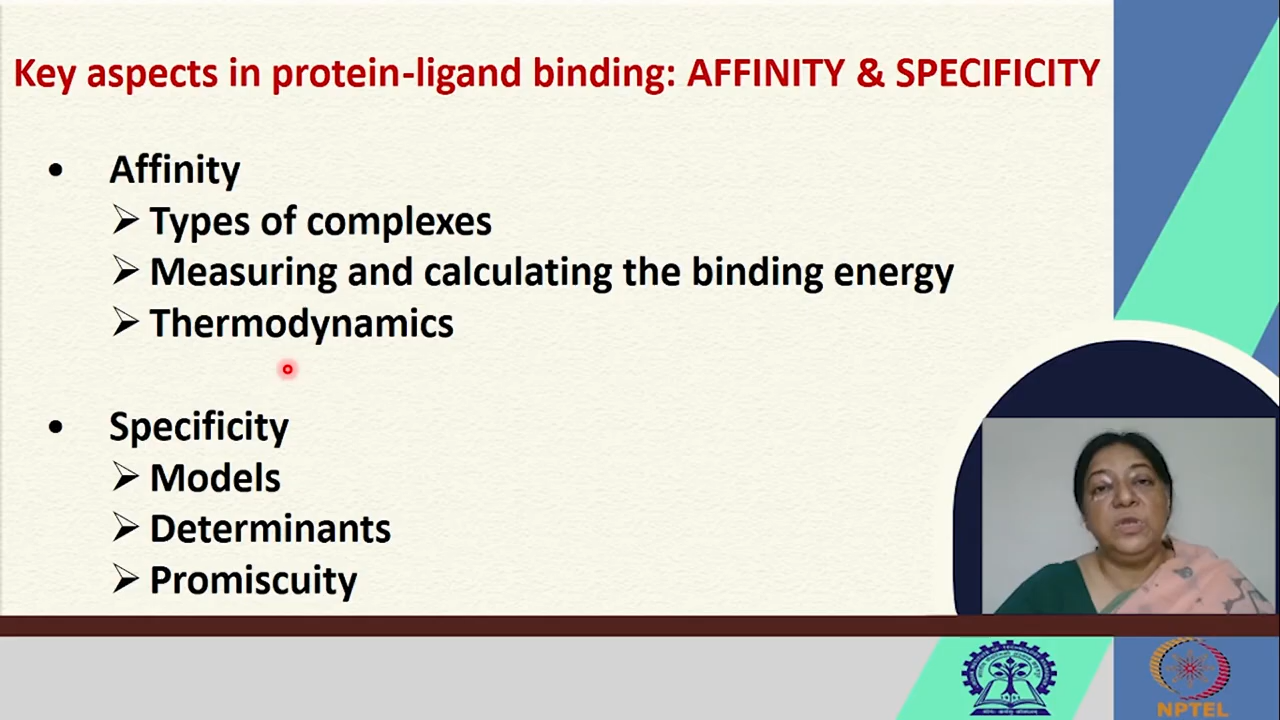 Key aspects in protein-ligand binding: AFFINITY & SPECIFICITY
• Affinity
➢ Types of complexes
➢ Measuring and calculating the binding energy
➢ Thermodynamics
• Specificity
➢ Models
➢ Determinants
➢ Promiscuity
NPTEL